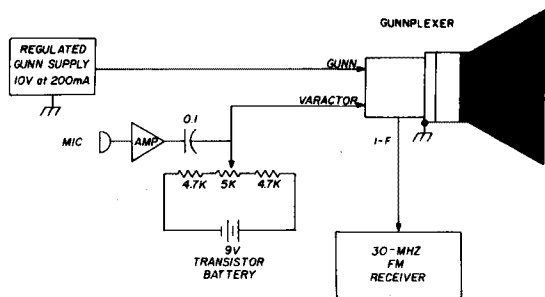 GUNNPLEXER
REGULATED
GUNN SUPPLY
10V at 200mA
GUNN
VARACTOR
0.1
MIC
AMP
I-F
4.7K 5K 4.7K
9V
TRANSISTOR
BATTERY
30-MHZ
FM
RECEIVER